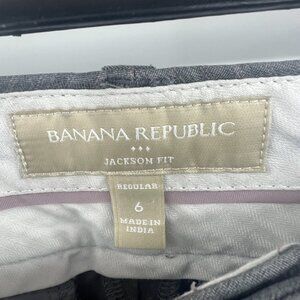 BANANA REPUBLIC
JACKSON FIT
REGULAR
6
MADE IN
INDIA